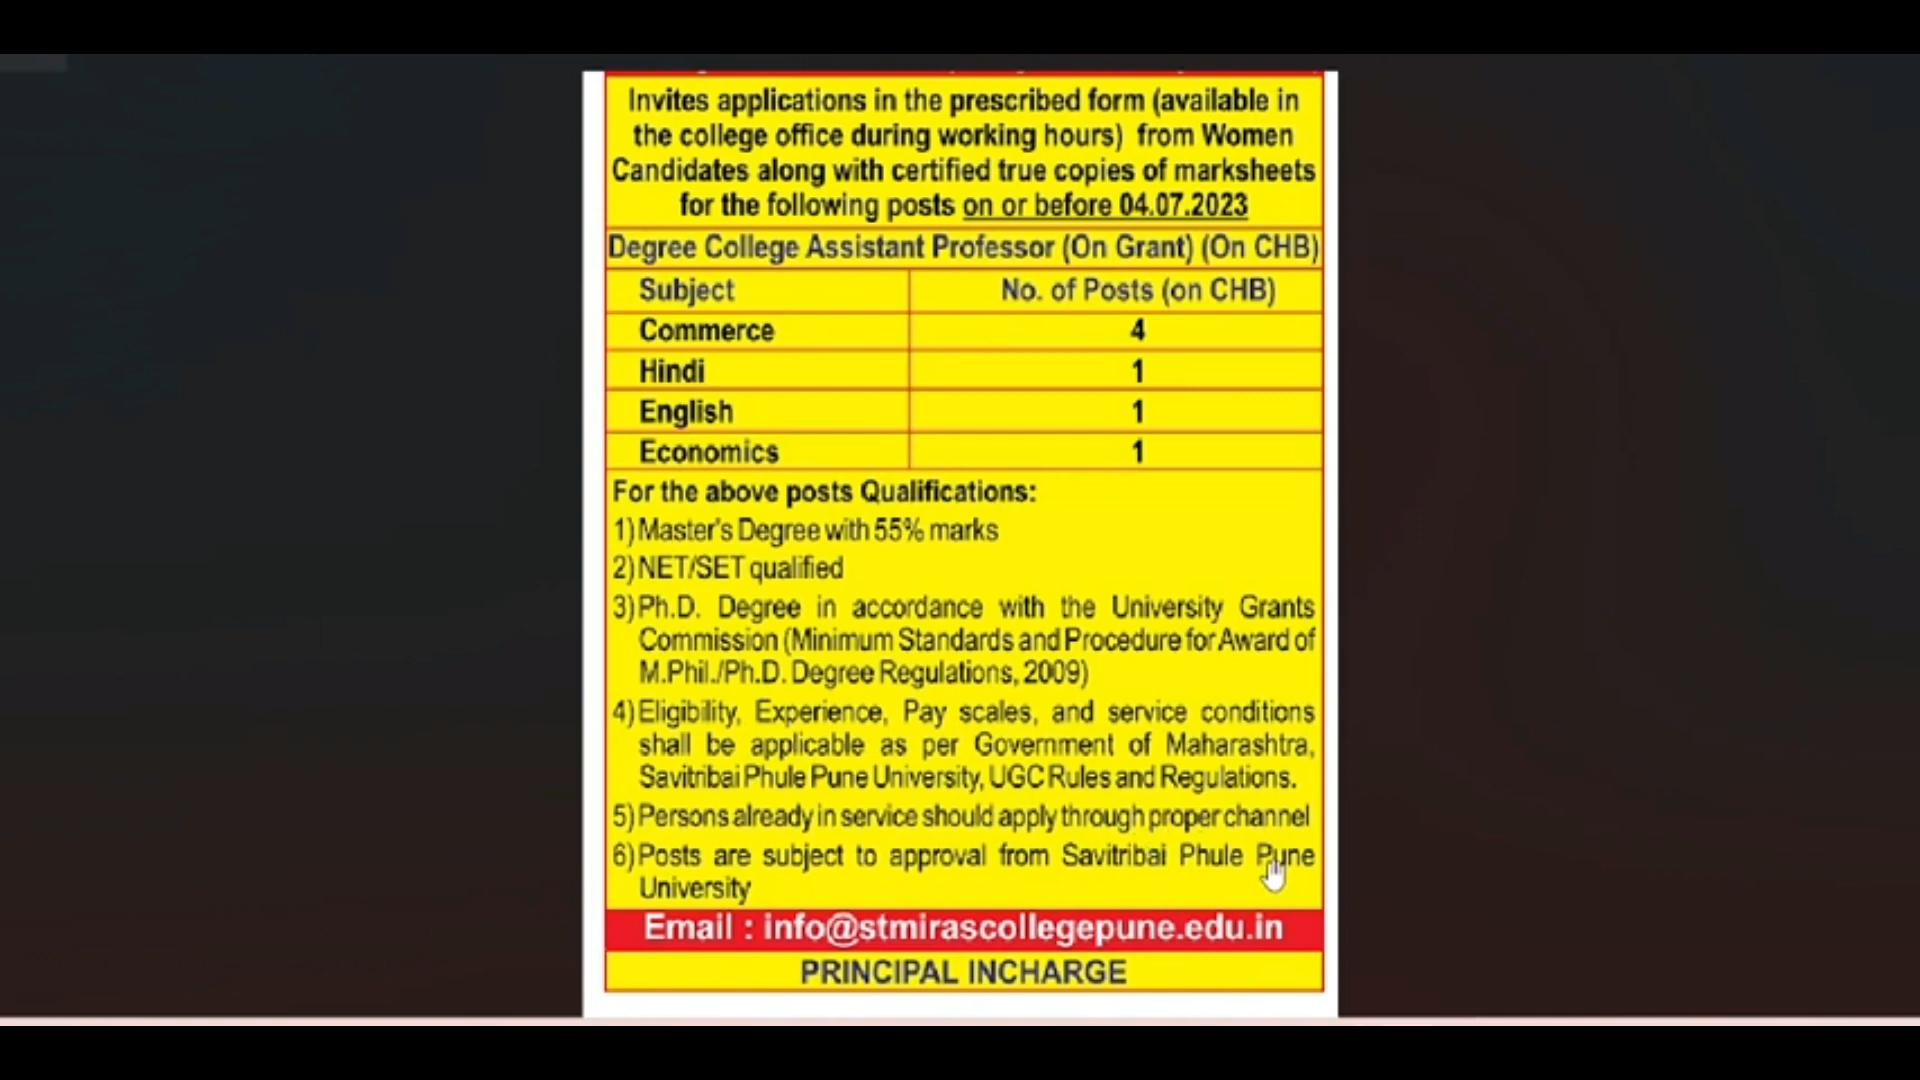 Invites applications in the prescribed form (available in
the college office during working hours) from Women
Candidates along with certified true copies of marksheets
for the following posts on or before 04.07.2023
Degree College Assistant Professor (On Grant) (On CHB)
Subject No. of Posts (on CHB)
Commerce 4
Hindi 1
English 1
Economics 1
For the above posts Qualifications:
1) Master's Degree with 55% marks
2) NET/SET qualified
3) Ph.D. Degree in accordance with the University Grants
Commission (Minimum Standards and Procedure for Award of
M.Phil./Ph.D. Degree Regulations, 2009)
4) Eligibility, Experience, Pay scales, and service conditions
shall be applicable as per Government of Maharashtra,
Savitribai Phule Pune University, UGC Rules and Regulations.
5) Persons already in service should apply through proper channel
6) Posts are subject to approval from Savitribai Phule Pune
University
Email : info@stmirascollegepune.edu.in
PRINCIPAL INCHARGE